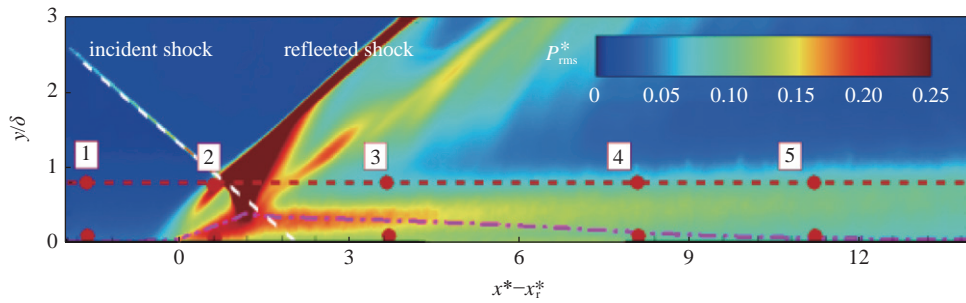 3
incident shock
refleeted shock
P*rms
0 0.05 0.10 0.15 0.20 0.25
2
y/δ
1 2 3 4 5
1
0
0 3 6 9 12
x*−x*r